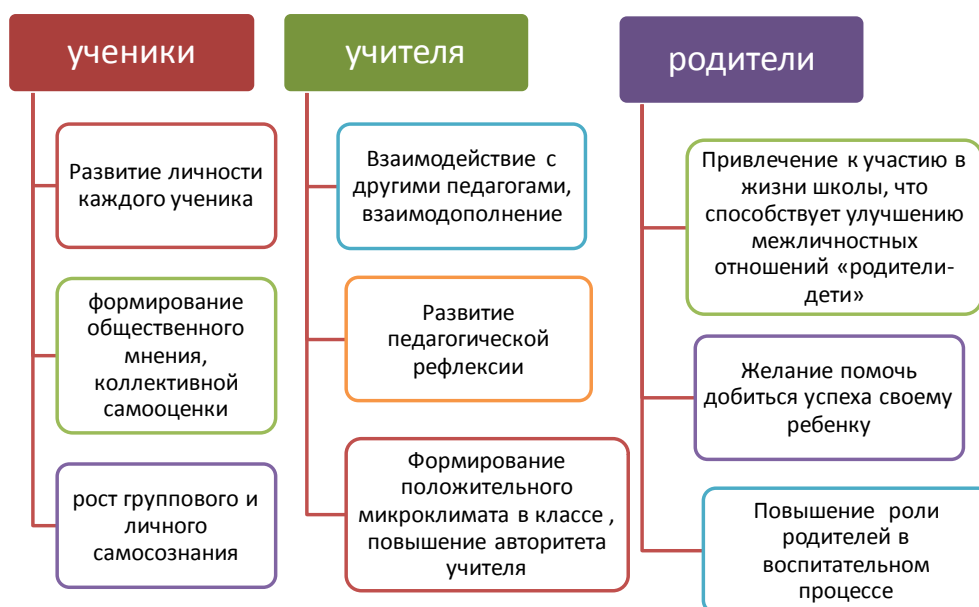 ученики
Развитие личности
каждого ученика
формирование
общественного
мнения,
коллективной
самооценки
рост группового и
личного
самосознания
учителя
Взаимодействие с
другими педагогами,
взаимодополнение
Развитие
педагогической
рефлексии
Формирование
положительного
микроклимата в классе ,
повышение авторитета
учителя
родители
Привлечение к участию в
жизни школы, что
способствует улучшению
межличностных
отношений «родители-
дети»
Желание помочь
добиться успеха своему
ребенку
Повышение роли
родителей в
воспитательном
процессе